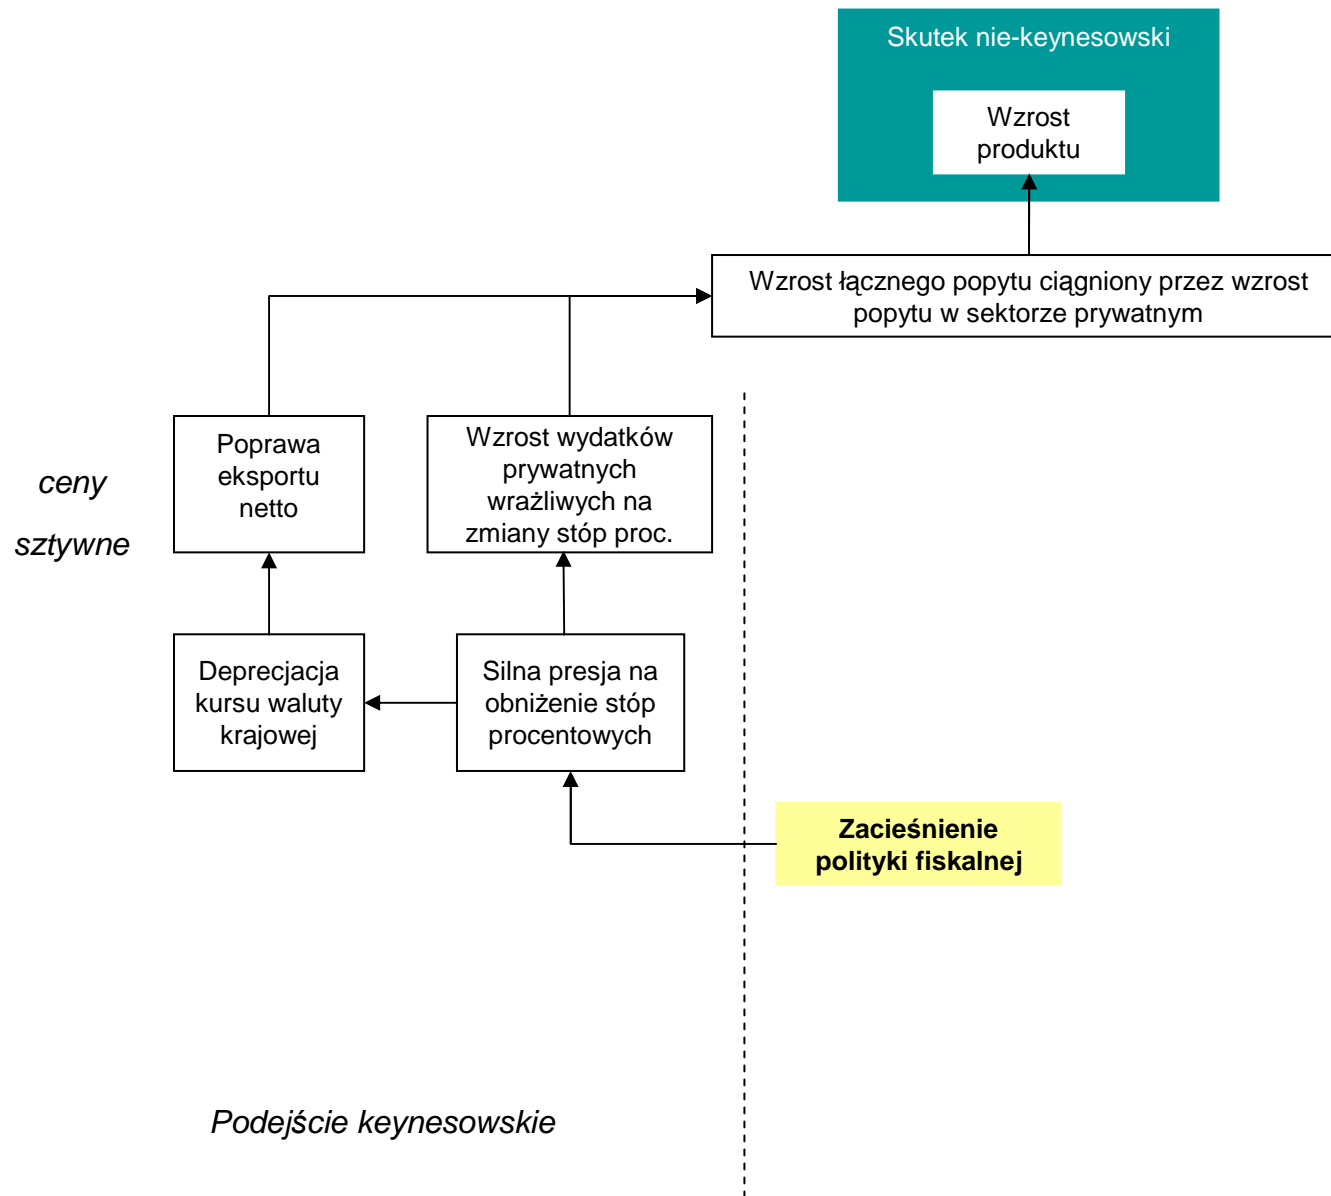 Skutek nie-keynesowski
Wzrost
produktu
Wzrost łącznego popytu ciągniony przez wzrost
popytu w sektorze prywatnym
ceny
sztywne
Poprawa
eksportu
netto
Wzrost wydatków
prywatnych
wrażliwych na
zmiany stóp proc.
Deprecjacja
kursu waluty
krajowej
Silna presja na
obniżenie stóp
procentowych
Zacieśnienie
polityki fiskalnej
Podejście keynesowskie